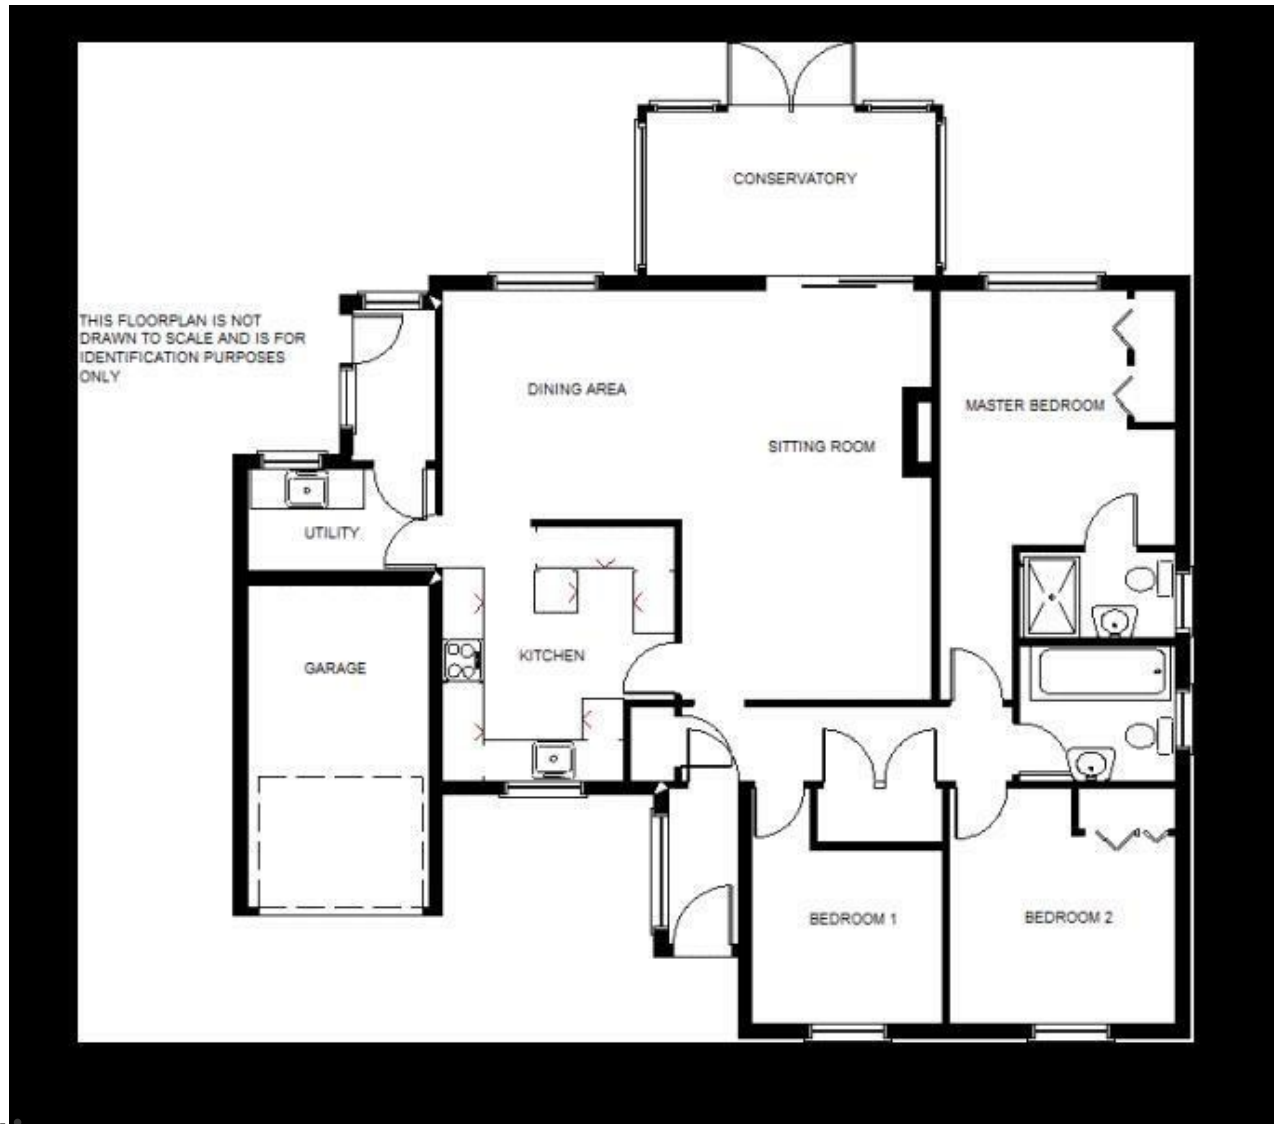 CONSERVATORY
THIS FLOORPLAN IS NOT
DRAWN TO SCALE AND IS FOR
IDENTIFICATION PURPOSES
ONLY
DINING AREA
MASTER BEDROOM
SITTING ROOM
UTILITY
KITCHEN
GARAGE
BEDROOM 1
BEDROOM 2